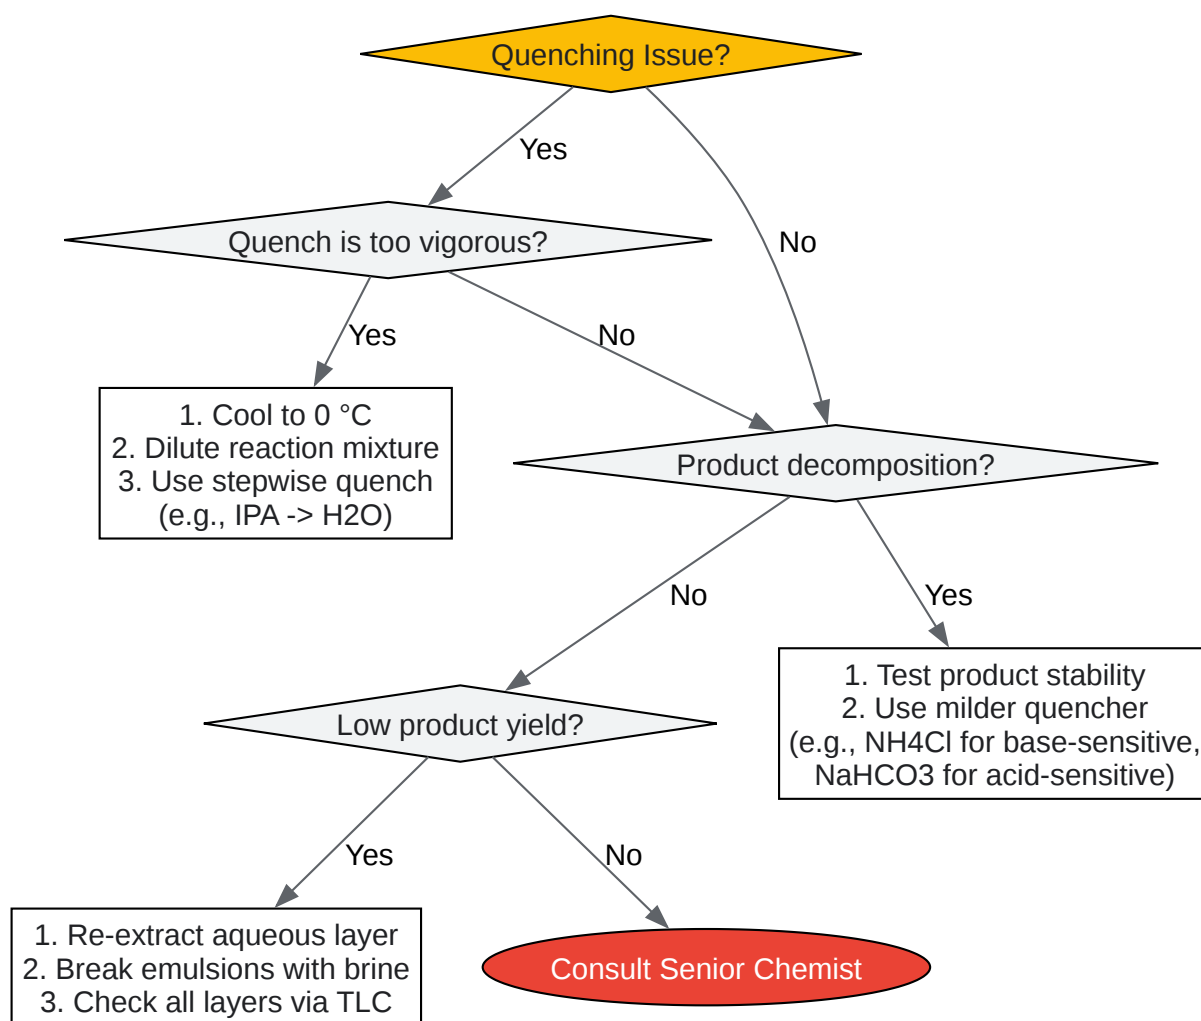 Quenching Issue?
Yes
Quench is too vigorous?
No
Yes
No
1. Cool to 0 °C
2. Dilute reaction mixture
3. Use stepwise quench
(e.g., IPA -> H2O)
Product decomposition?
No
Yes
1. Test product stability
2. Use milder quencher
(e.g., NH4Cl for base-sensitive,
NaHCO3 for acid-sensitive)
Low product yield?
Yes
No
1. Re-extract aqueous layer
2. Break emulsions with brine
3. Check all layers via TLC
Consult Senior Chemist